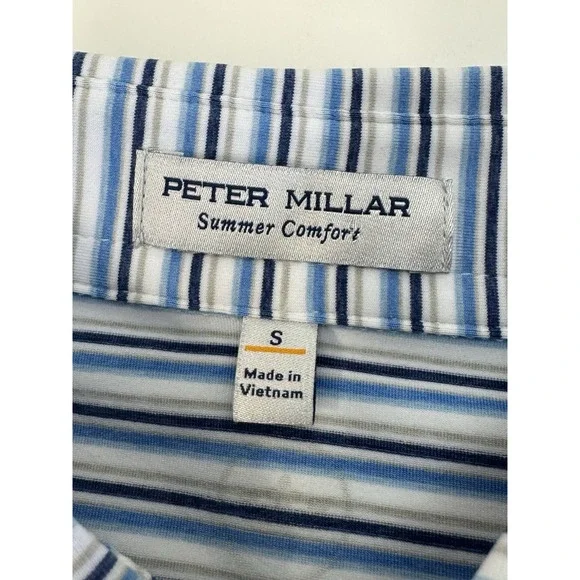 PETER MILLAR
Summer Comfort
S
Made in
Vietnam